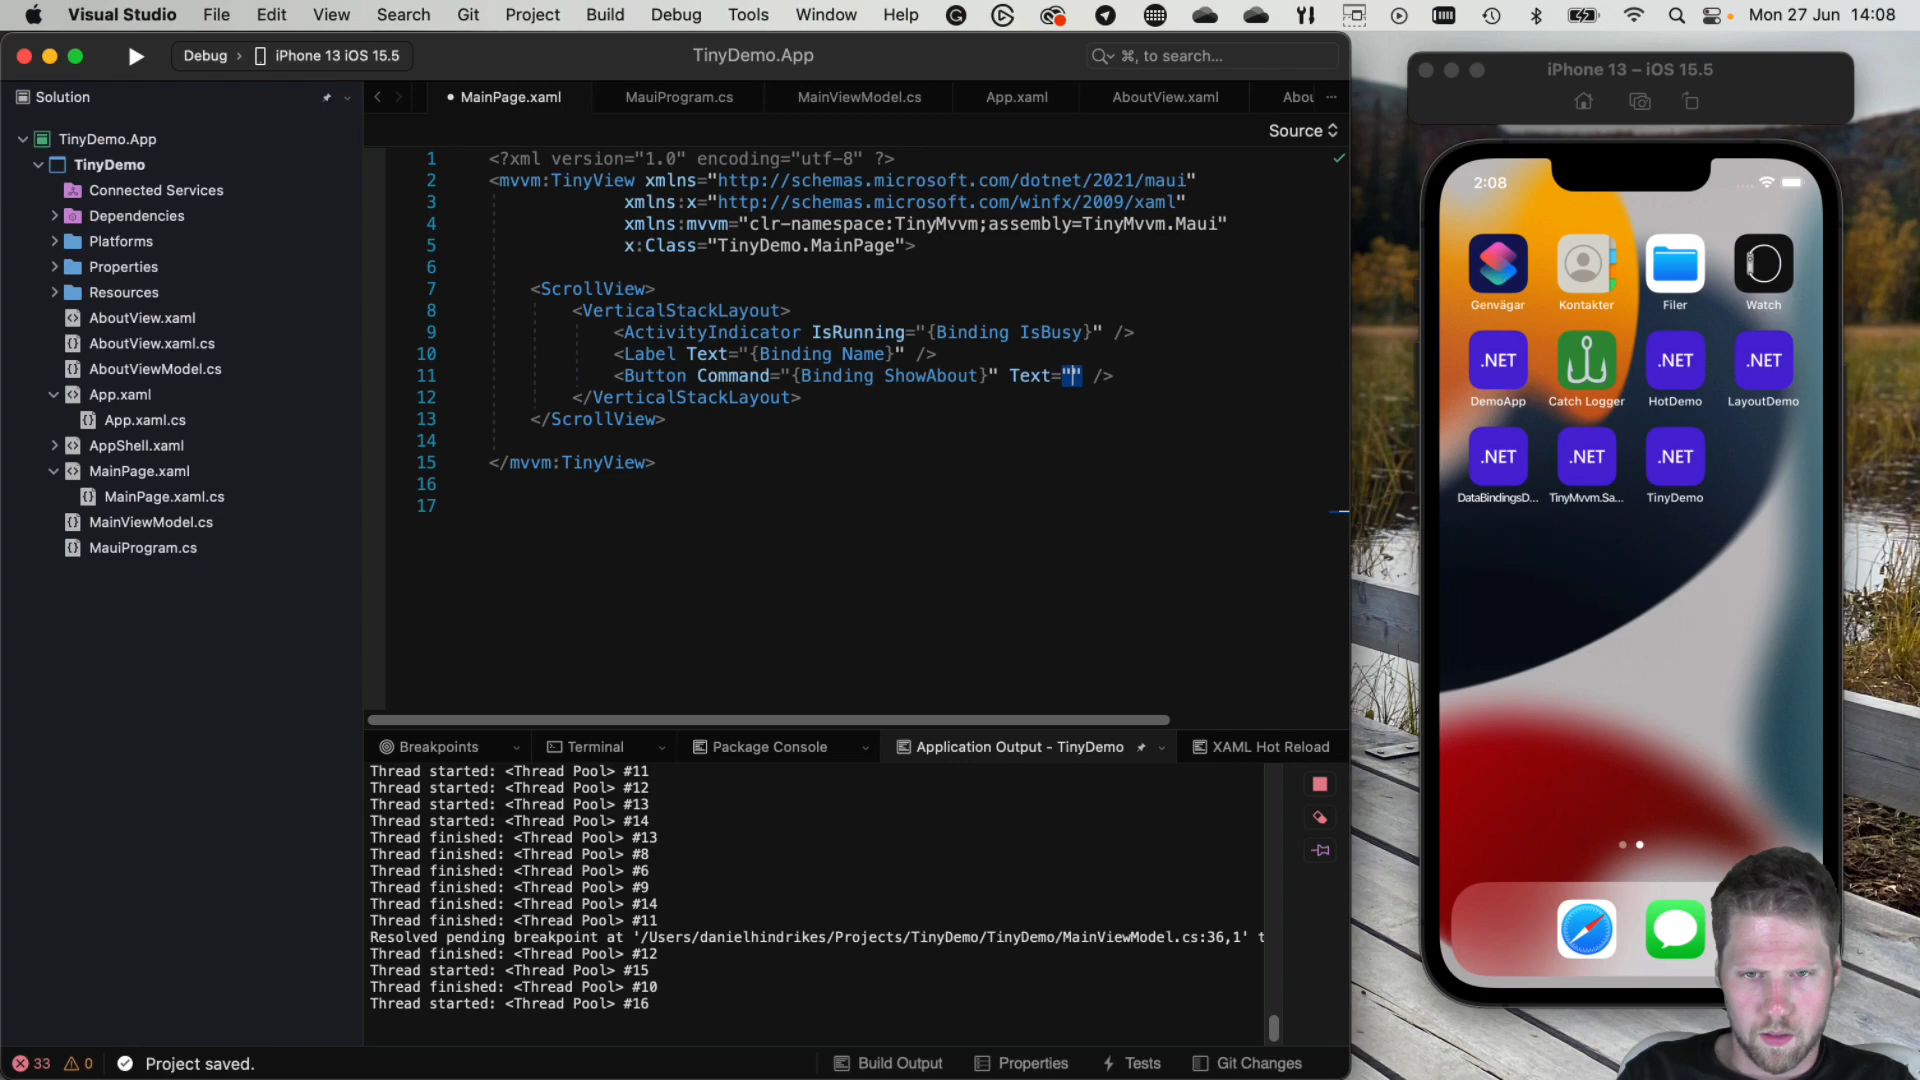 Visual Studio File Edit View Search Git Project Build Debug Tools Window Help Mon 27 Jun 14:08
Debug › iPhone 13 iOS 15.5
TinyDemo.App
⌘, to search...
Solution
TinyDemo.App
TinyDemo
Connected Services
Dependencies
Platforms
Properties
Resources
AboutView.xaml
AboutView.xaml.cs
AboutViewModel.cs
App.xaml
App.xaml.cs
AppShell.xaml
MainPage.xaml
MainPage.xaml.cs
MainViewModel.cs
MauiProgram.cs
MainPage.xaml MauiProgram.cs MainViewModel.cs App.xaml AboutView.xaml Abou
Source
1 <?xml version="1.0" encoding="utf-8" ?>
2 <mvvm:TinyView xmlns="http://schemas.microsoft.com/dotnet/2021/maui"
3 xmlns:x="http://schemas.microsoft.com/winfx/2009/xaml"
4 xmlns:mvvm="clr-namespace:TinyMvvm;assembly=TinyMvvm.Maui"
5 x:Class="TinyDemo.MainPage">
6
7 <ScrollView>
8 <VerticalStackLayout>
9 <ActivityIndicator IsRunning="{Binding IsBusy}" />
10 <Label Text="{Binding Name}" />
11 <Button Command="{Binding ShowAbout}" Text="" />
12 </VerticalStackLayout>
13 </ScrollView>
14
15 </mvvm:TinyView>
16
17
Breakpoints Terminal Package Console Application Output - TinyDemo XAML Hot Reload
Thread started: <Thread Pool> #11
Thread started: <Thread Pool> #12
Thread started: <Thread Pool> #13
Thread started: <Thread Pool> #14
Thread finished: <Thread Pool> #13
Thread finished: <Thread Pool> #8
Thread finished: <Thread Pool> #6
Thread finished: <Thread Pool> #9
Thread finished: <Thread Pool> #14
Thread finished: <Thread Pool> #11
Resolved pending breakpoint at '/Users/danielhindrikes/Projects/TinyDemo/TinyDemo/MainViewModel.cs:36,1' t
Thread finished: <Thread Pool> #12
Thread started: <Thread Pool> #15
Thread finished: <Thread Pool> #10
Thread started: <Thread Pool> #16
33 0 Project saved.
Build Output Properties Tests Git Changes
iPhone 13 – iOS 15.5
2:08
Genvägar Kontakter Filer Watch
.NET .NET .NET
DemoApp Catch Logger HotDemo LayoutDemo
.NET .NET .NET
DataBindingsD... TinyMvvm.Sa... TinyDemo